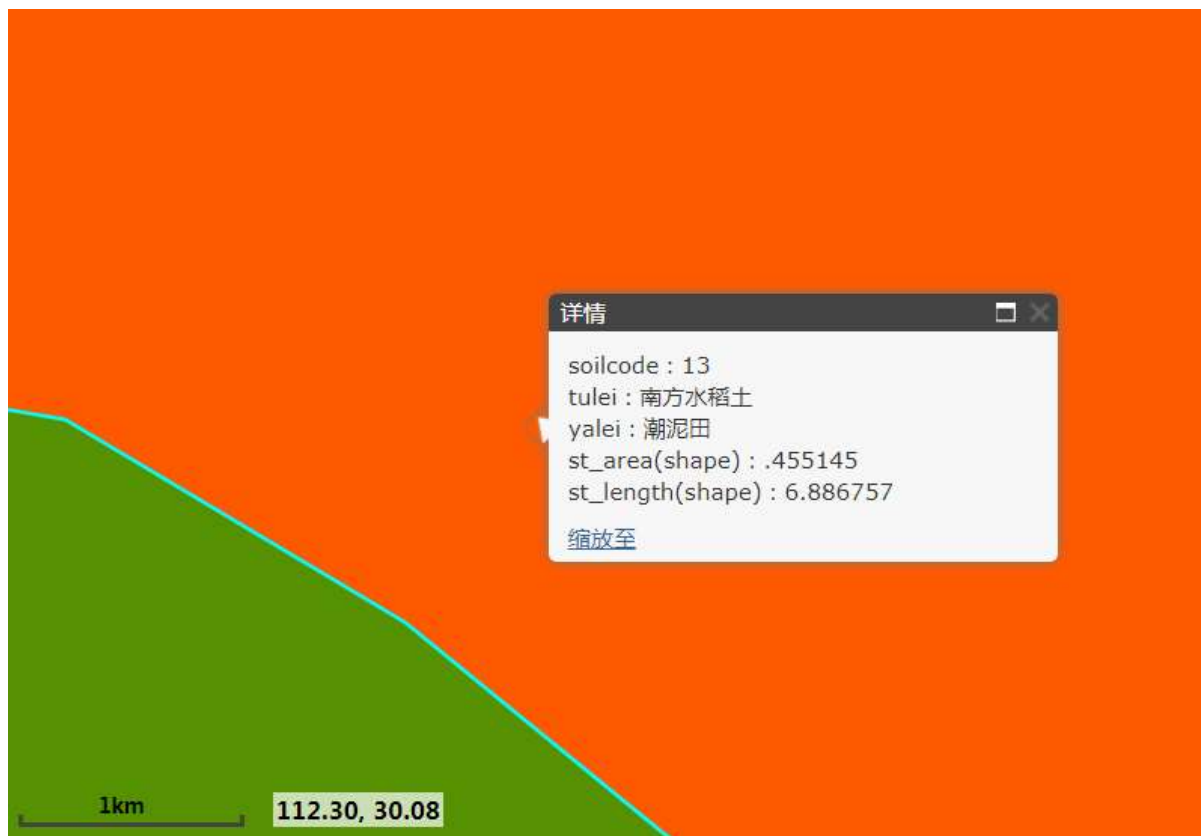 详情
soilcode : 13
tulei : 南方水稻土
yalei : 潮泥田
st_area(shape) : .455145
st_length(shape) : 6.886757
缩放至
1km
112.30, 30.08